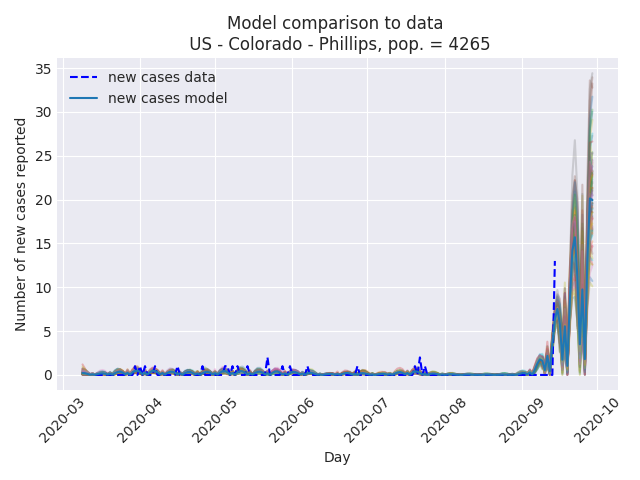 Model comparison to data
US - Colorado - Phillips, pop. = 4265
new cases data
new cases model
Number of new cases reported
35
30
25
20
15
10
5
0
2020-03
2020-04
2020-05
2020-06
2020-07
2020-08
2020-09
2020-10
Day